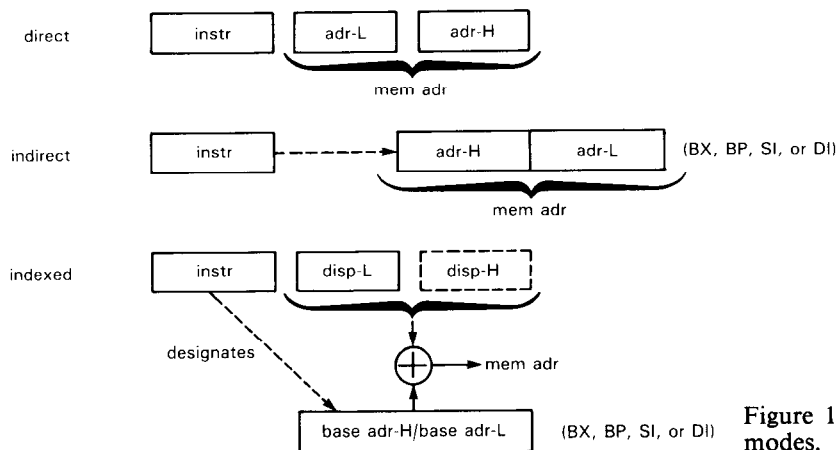 direct instr adr-L adr-H
mem adr
indirect instr adr-H adr-L (BX, BP, SI, or DI)
mem adr
indexed instr disp-L disp-H
designates
+ mem adr
base adr-H/base adr-L (BX, BP, SI, or DI)
Figure 1
modes.